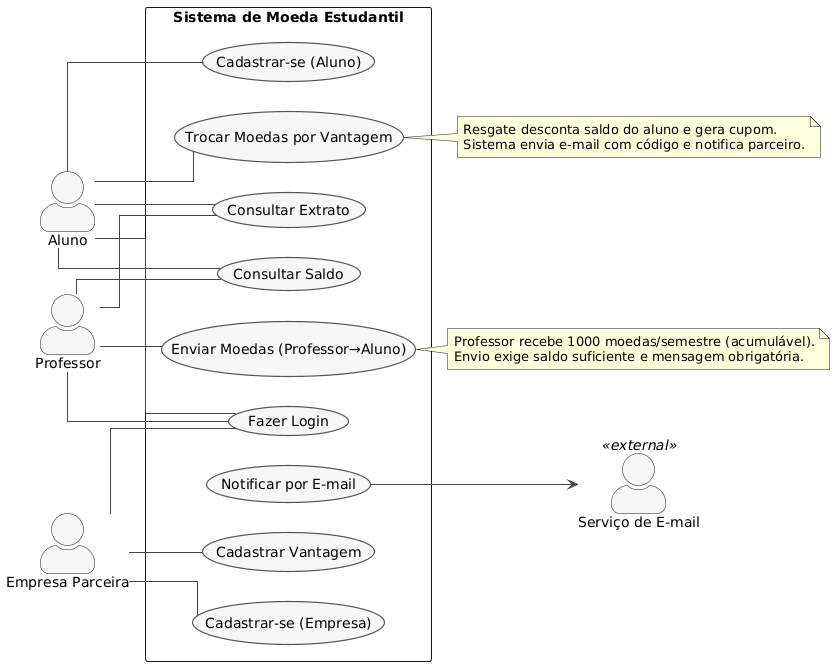 Sistema de Moeda Estudantil
Cadastrar-se (Aluno)
Trocar Moedas por Vantagem
Resgate desconta saldo do aluno e gera cupom.
Sistema envia e-mail com código e notifica parceiro.
Consultar Extrato
Aluno
Consultar Saldo
Enviar Moedas (Professor→Aluno)
Professor recebe 1000 moedas/semestre (acumulável).
Envio exige saldo suficiente e mensagem obrigatória.
Professor
Fazer Login
«external»
Notificar por E-mail
Serviço de E-mail
Cadastrar Vantagem
Empresa Parceira
Cadastrar-se (Empresa)